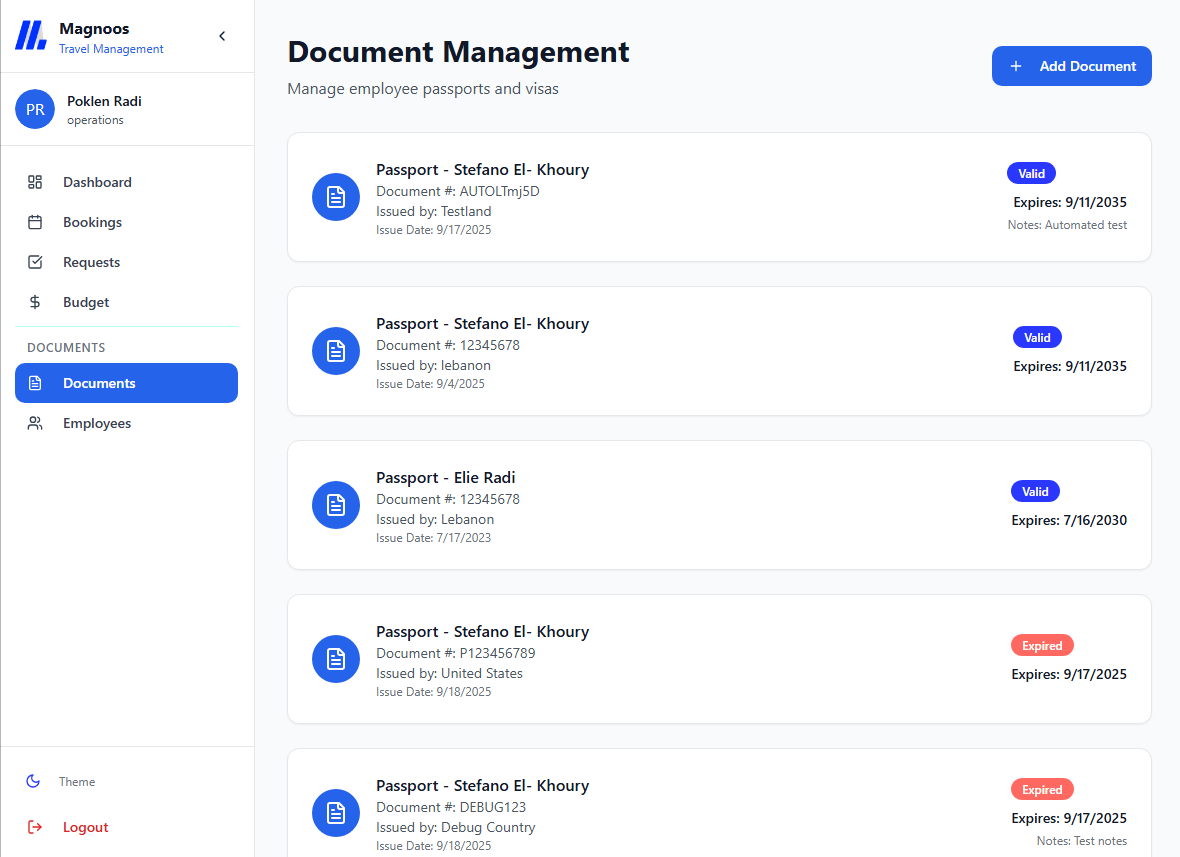 Magnoos
Travel Management
PR
Poklen Radi
operations
Dashboard
Bookings
Requests
Budget
DOCUMENTS
Documents
Employees
Theme
Logout
Document Management
Manage employee passports and visas
+ Add Document
Passport - Stefano El- Khoury
Document #: AUTOLTmj5D
Issued by: Testland
Issue Date: 9/17/2025
Valid
Expires: 9/11/2035
Notes: Automated test
Passport - Stefano El- Khoury
Document #: 12345678
Issued by: lebanon
Issue Date: 9/4/2025
Valid
Expires: 9/11/2035
Passport - Elie Radi
Document #: 12345678
Issued by: Lebanon
Issue Date: 7/17/2023
Valid
Expires: 7/16/2030
Passport - Stefano El- Khoury
Document #: P123456789
Issued by: United States
Issue Date: 9/18/2025
Expired
Expires: 9/17/2025
Passport - Stefano El- Khoury
Document #: DEBUG123
Issued by: Debug Country
Issue Date: 9/18/2025
Expired
Expires: 9/17/2025
Notes: Test notes